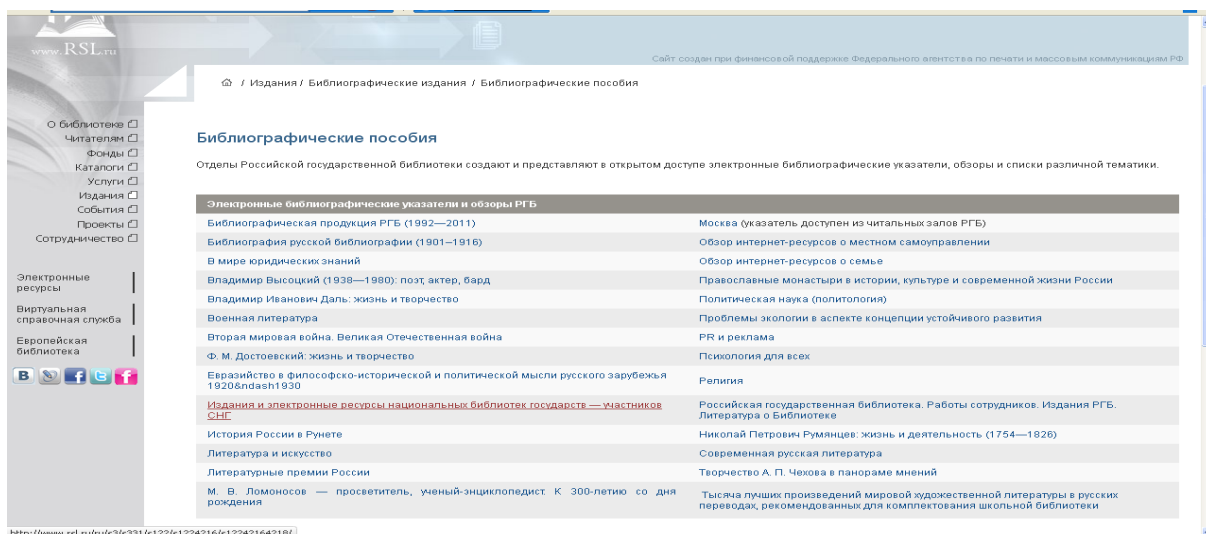 www.RSL.ru
Сайт создан при финансовой поддержке Федерального агентства по печати и массовым коммуникациям РФ
/ Издания / Библиографические издания / Библиографические пособия
О библиотеке
Читателям
Фонды
Каталоги
Услуги
Издания
События
Проекты
Сотрудничество
Электронные
ресурсы
Виртуальная
справочная служба
Европейская
библиотека
Библиографические пособия
Отделы Российской государственной библиотеки создают и представляют в открытом доступе электронные библиографические указатели, обзоры и списки различной тематики.
Электронные библиографические указатели и обзоры РГБ
Библиографическая продукция РГБ (1992—2011)
Москва (указатель доступен из читальных залов РГБ)
Библиография русской библиографии (1901–1916)
Обзор интернет-ресурсов о местном самоуправлении
В мире юридических знаний
Обзор интернет-ресурсов о семье
Владимир Высоцкий (1938—1980): поэт, актер, бард
Православные монастыри в истории, культуре и современной жизни России
Владимир Иванович Даль: жизнь и творчество
Политическая наука (политология)
Военная литература
Проблемы экологии в аспекте концепции устойчивого развития
Вторая мировая война. Великая Отечественная война
PR и реклама
Ф. М. Достоевский: жизнь и творчество
Психология для всех
Евразийство в философско-исторической и политической мысли русского зарубежья
1920&ndash1930
Религия
Издания и электронные ресурсы национальных библиотек государств — участников
СНГ
Российская государственная библиотека. Работы сотрудников. Издания РГБ.
Литература о Библиотеке
История России в Рунете
Николай Петрович Румянцев: жизнь и деятельность (1754—1826)
Литература и искусство
Современная русская литература
Литературные премии России
Творчество А. П. Чехова в панораме мнений
М. В. Ломоносов — просветитель, ученый-энциклопедист. К 300-летию со дня
рождения
Тысяча лучших произведений мировой художественной литературы в русских
переводах, рекомендованных для комплектования школьной библиотеки